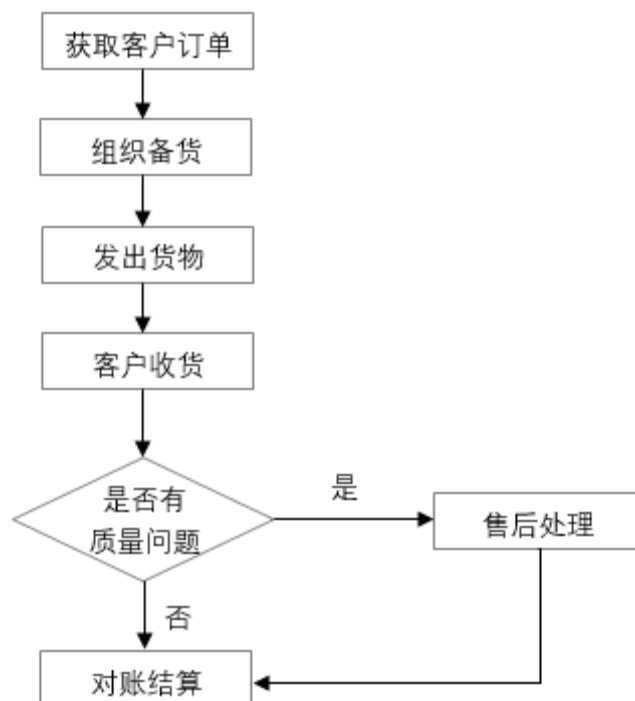 获取客户订单
组织备货
发出货物
客户收货
是否有
质量问题
是
售后处理
否
对账结算